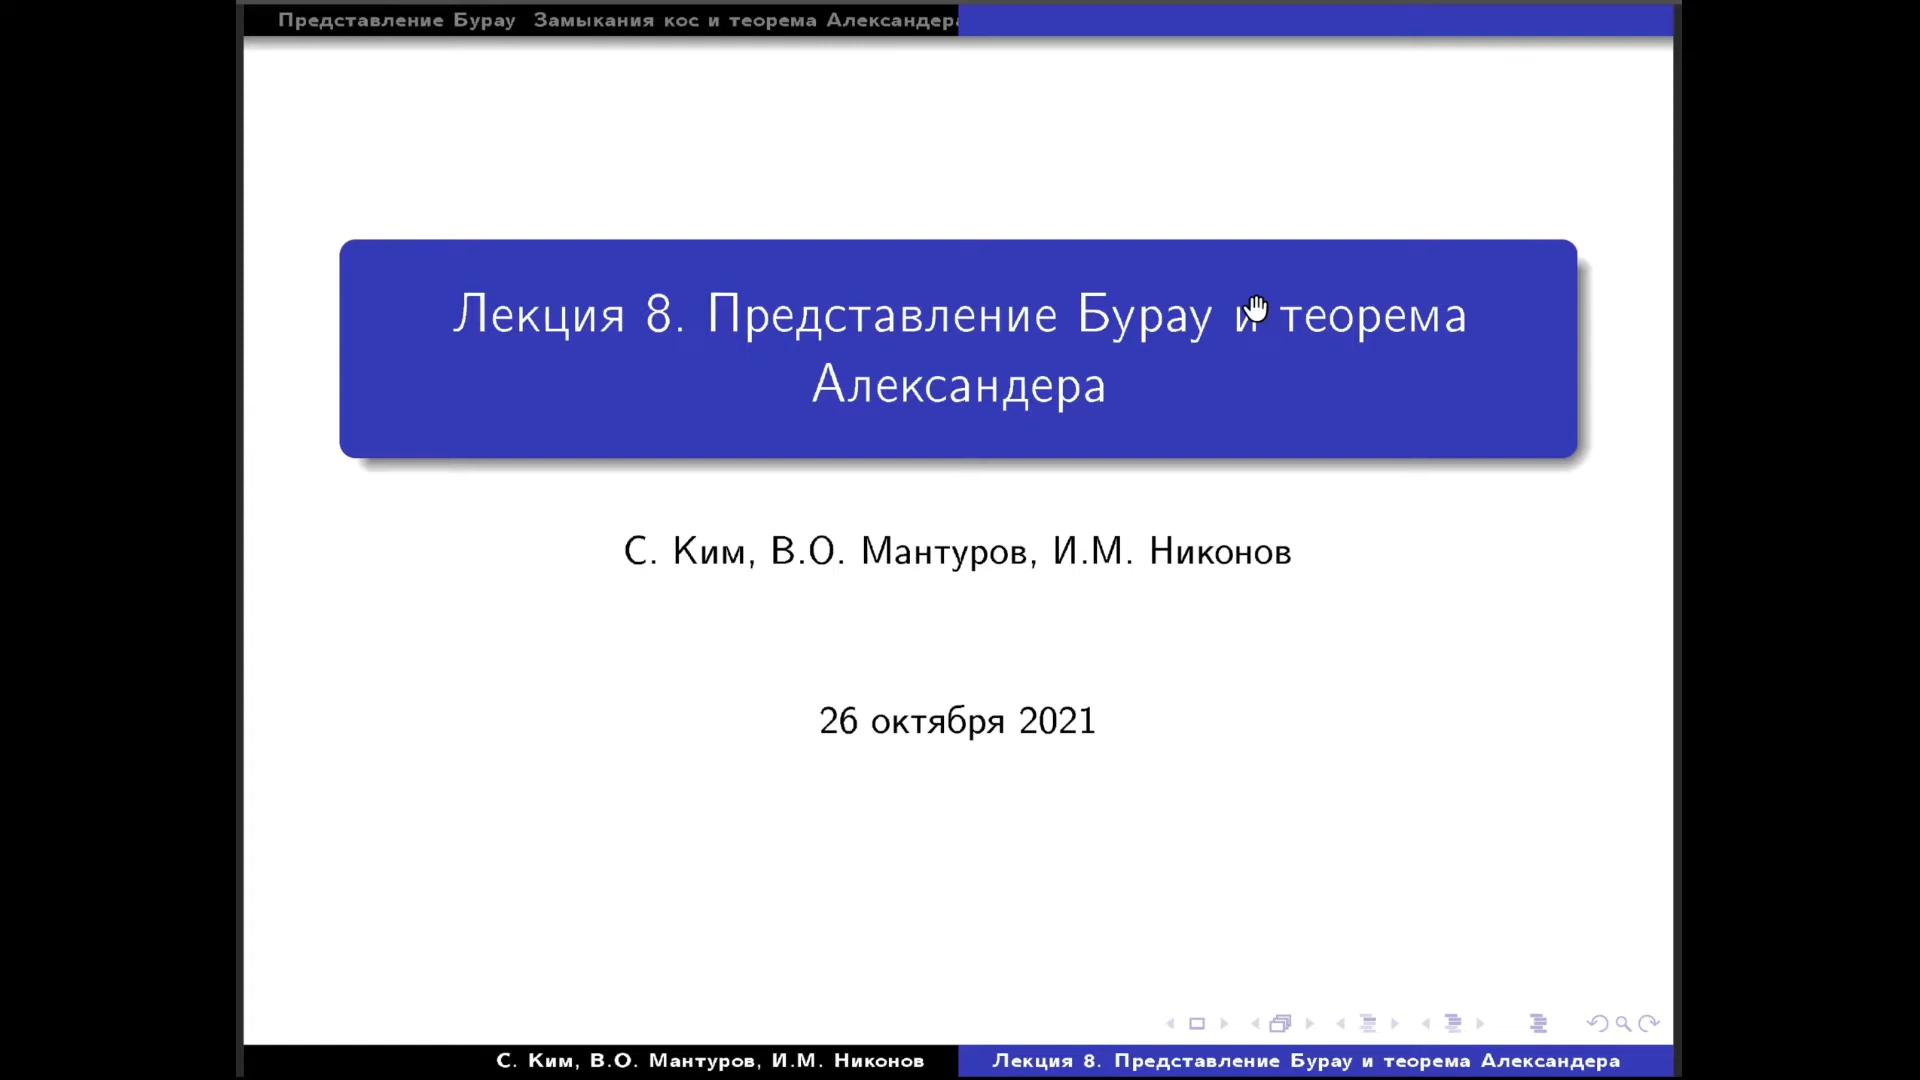 Представление Бурау Замыкания кос и теорема Александера
Лекция 8. Представление Бурау и теорема
Александера
С. Ким, В.О. Мантуров, И.М. Никонов
26 октября 2021
С. Ким, В.О. Мантуров, И.М. Никонов Лекция 8. Представление Бурау и теорема Александера